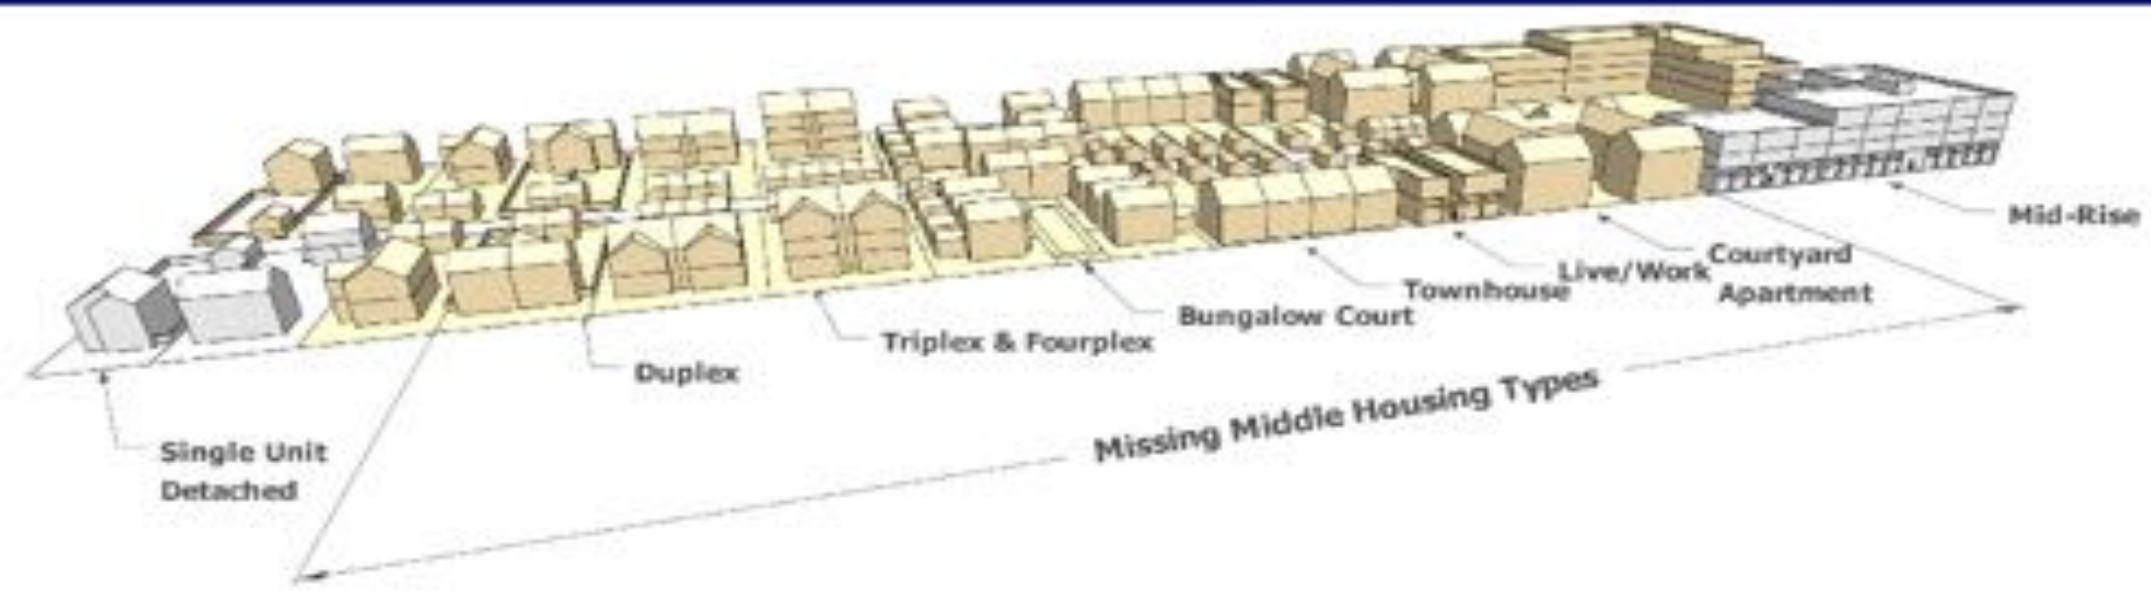 Single Unit
Detached
Duplex
Triplex & Fourplex
Bungalow Court
Townhouse
Live/Work
Courtyard
Apartment
Mid-Rise
Missing Middle Housing Types